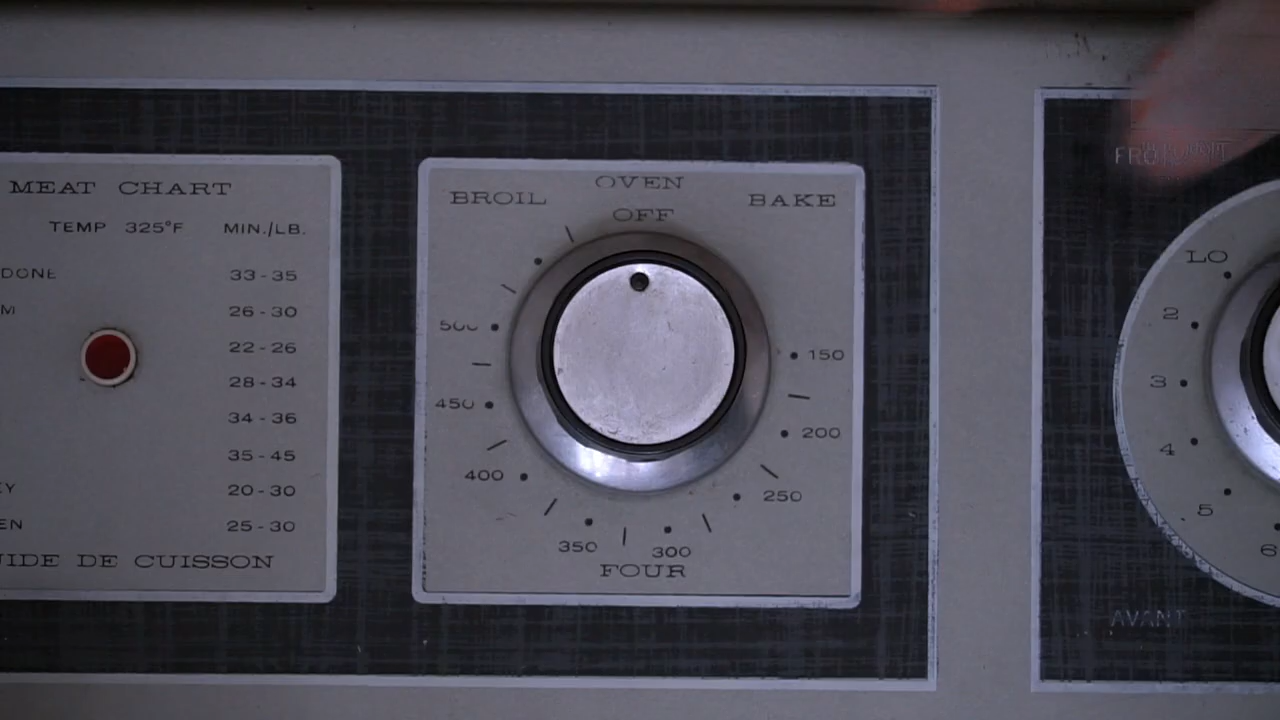 MEAT CHART
TEMP 325°F MIN./LB.
DONE 33-35
M 26-30
22-26
28-34
34-36
35-45
Y 20-30
EN 25-30
UIDE DE CUISSON
OVEN
BROIL BAKE
OFF
500
450
400
350
300
250
200
150
FOUR
LO
2
3
4
5
6
AVANT